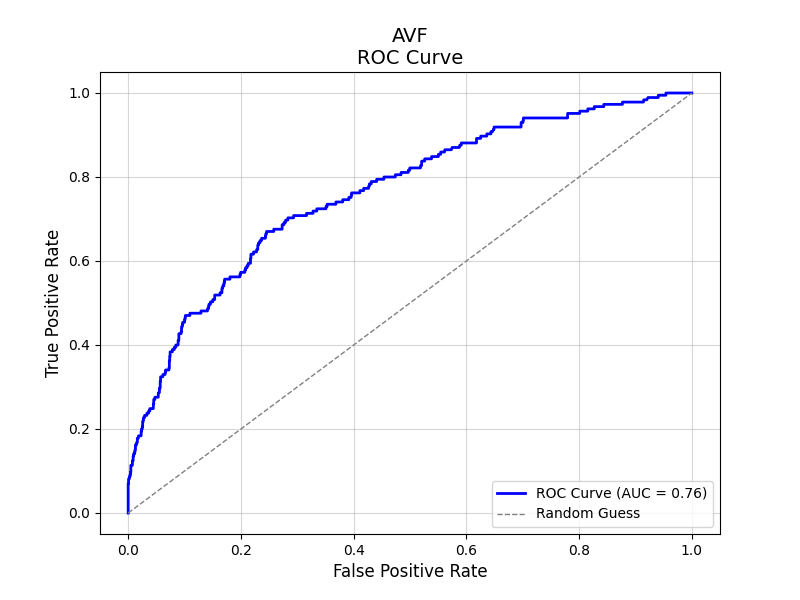 AVF
ROC Curve
True Positive Rate
1.0
0.8
0.6
0.4
0.2
0.0
0.0 0.2 0.4 0.6 0.8 1.0
False Positive Rate
ROC Curve (AUC = 0.76)
Random Guess